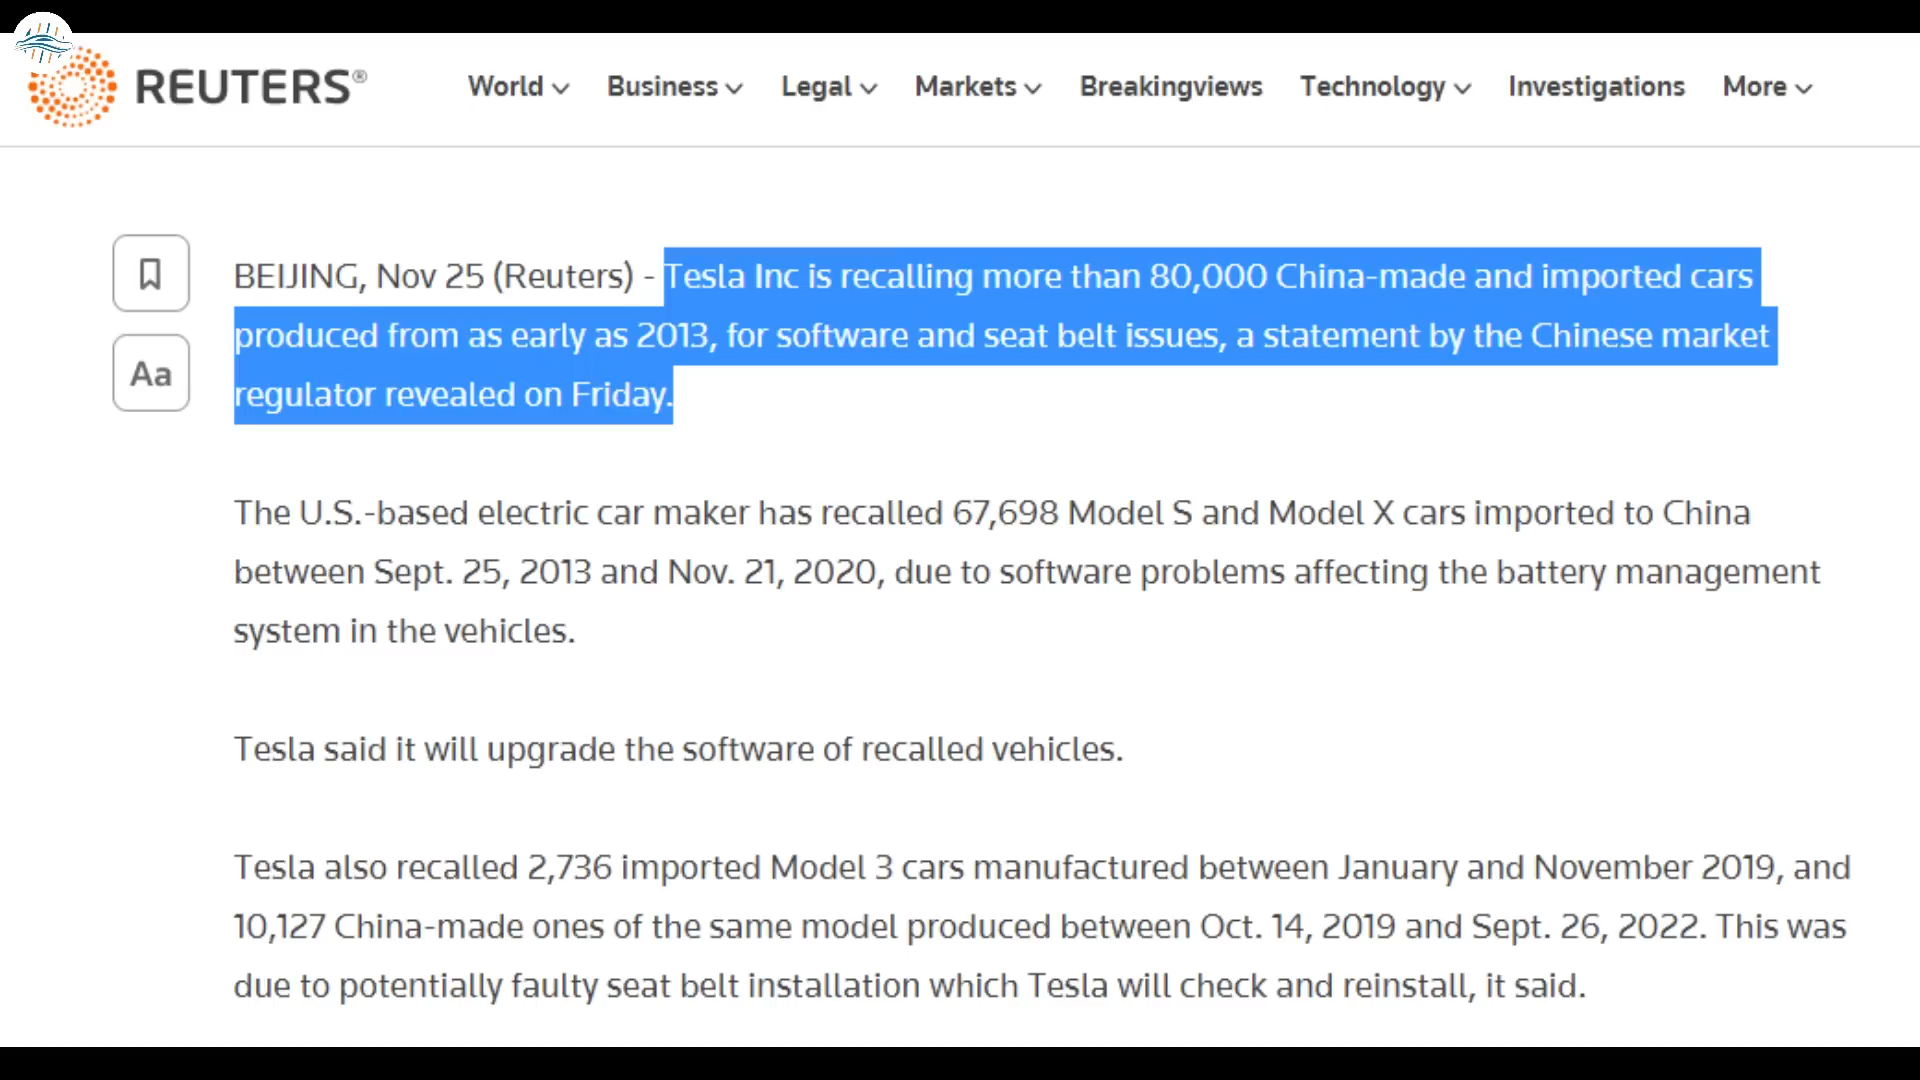 REUTERS®
World Business Legal Markets Breakingviews Technology Investigations More
BEIJING, Nov 25 (Reuters) - Tesla Inc is recalling more than 80,000 China-made and imported cars
produced from as early as 2013, for software and seat belt issues, a statement by the Chinese market
regulator revealed on Friday.
Aa
The U.S.-based electric car maker has recalled 67,698 Model S and Model X cars imported to China
between Sept. 25, 2013 and Nov. 21, 2020, due to software problems affecting the battery management
system in the vehicles.
Tesla said it will upgrade the software of recalled vehicles.
Tesla also recalled 2,736 imported Model 3 cars manufactured between January and November 2019, and
10,127 China-made ones of the same model produced between Oct. 14, 2019 and Sept. 26, 2022. This was
due to potentially faulty seat belt installation which Tesla will check and reinstall, it said.